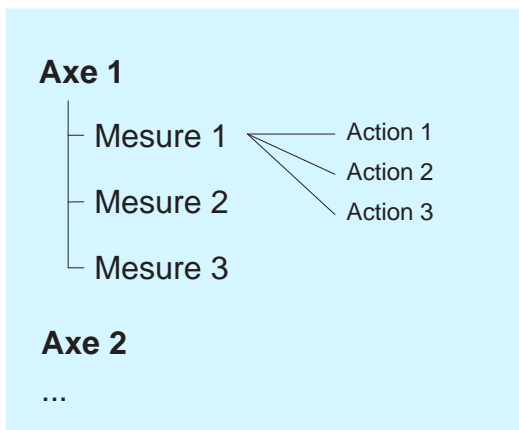 Axe 1
Mesure 1
Action 1
Action 2
Action 3
Mesure 2
Mesure 3
Axe 2
...